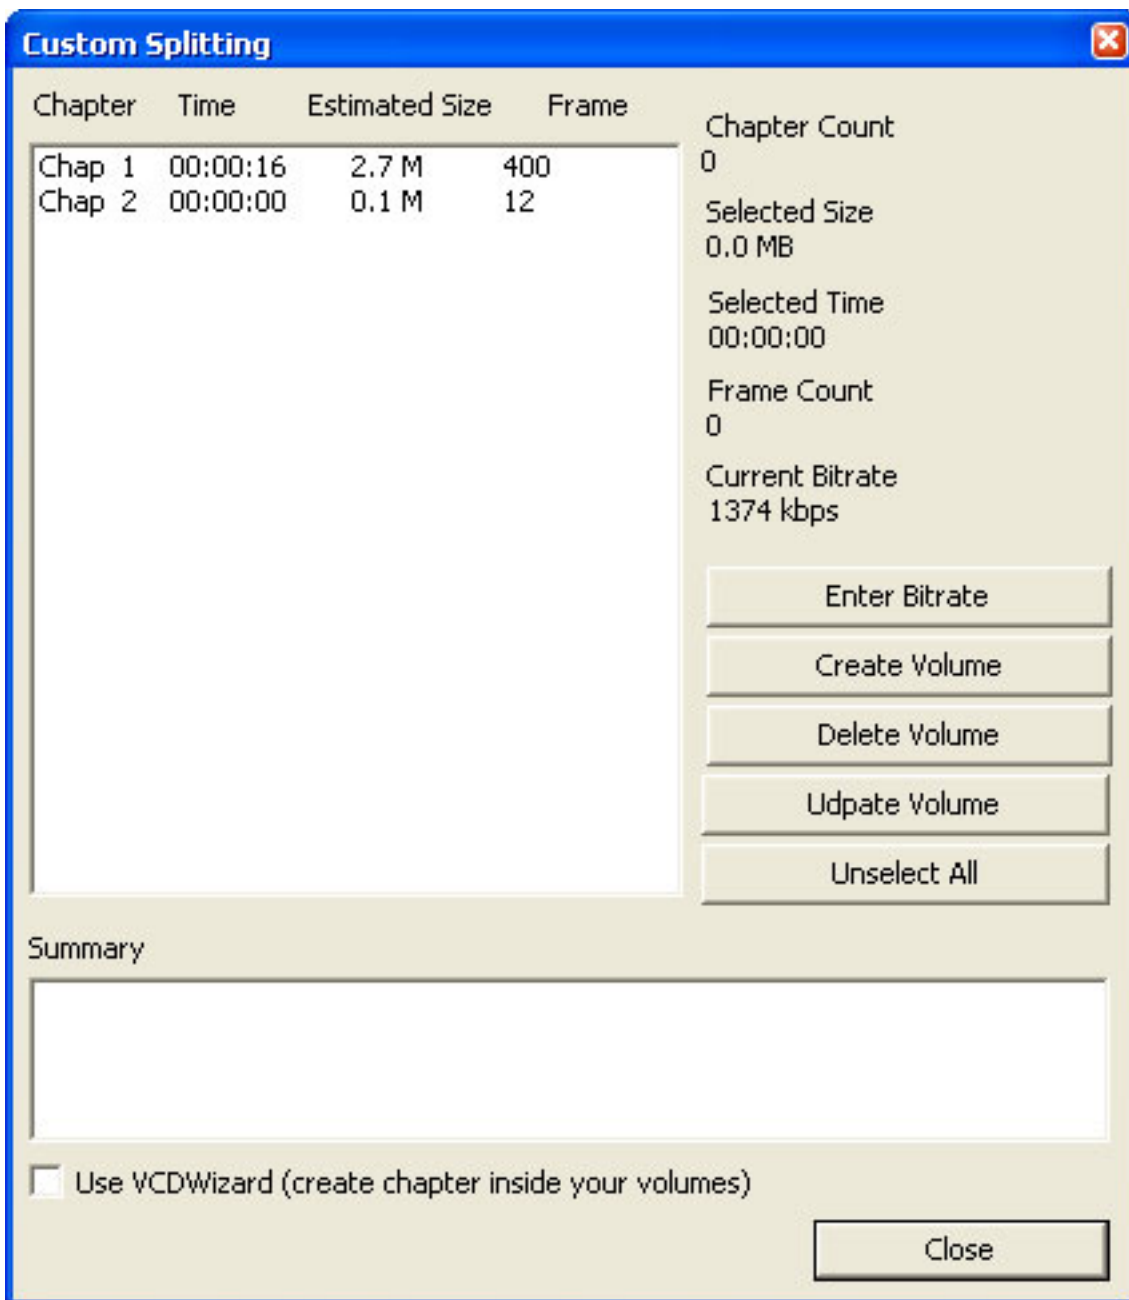 Custom Splitting
Chapter Time Estimated Size Frame
Chap 1 00:00:16 2.7 M 400
Chap 2 00:00:00 0.1 M 12
Chapter Count
0
Selected Size
0.0 MB
Selected Time
00:00:00
Frame Count
0
Current Bitrate
1374 kbps
Enter Bitrate
Create Volume
Delete Volume
Udpate Volume
Unselect All
Summary
Use VCDWizard (create chapter inside your volumes)
Close